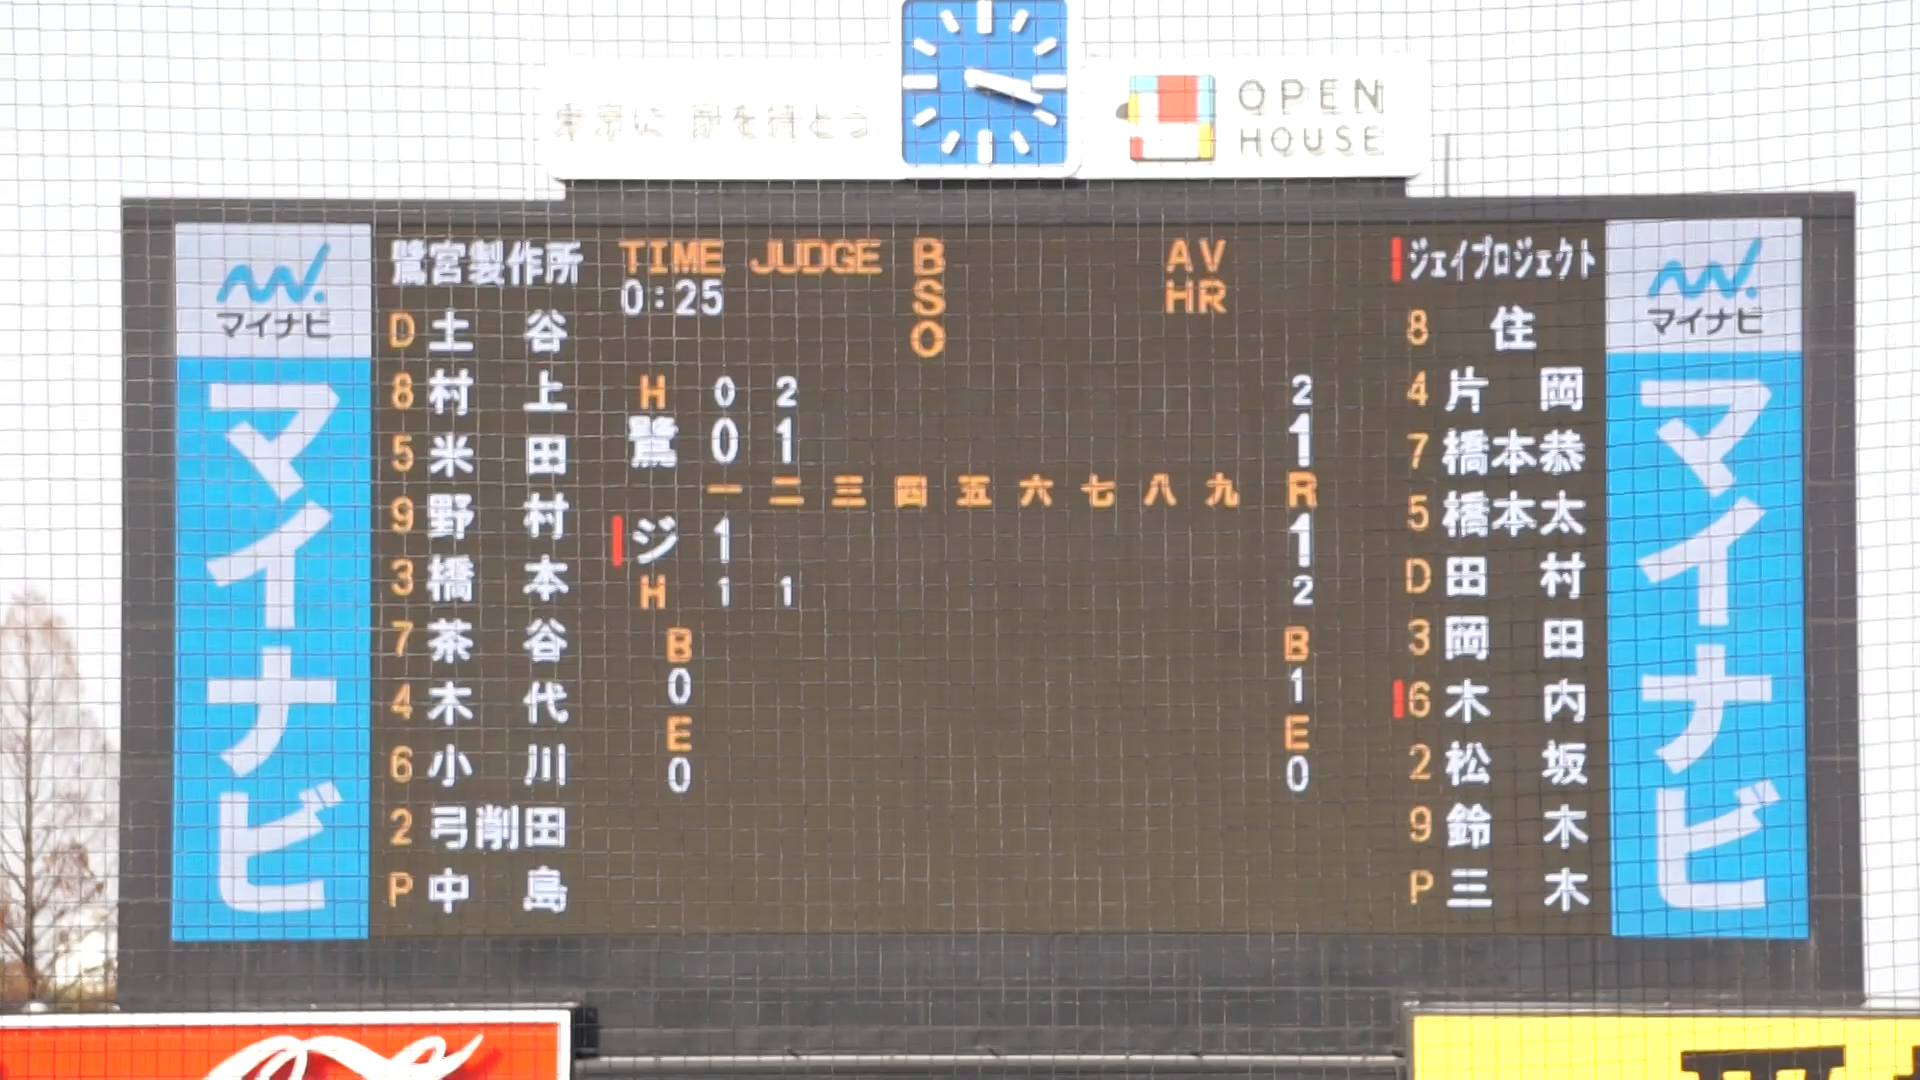 東京に 家を持とう
OPEN
HOUSE
マイナビ
マイナビ
鷺宮製作所
D 土 谷
8 村 上
5 米 田
9 野 村
3 橋 本
7 茶 谷
4 木 代
6 小 川
2 弓削田
P 中 島
TIME JUDGE B AV
0:25 S HR
O
H 0 2 2
鷺 0 1 1
一 二 三 四 五 六 七 八 九 R
ジ 1 1
H 1 1 2
B B
0 1
E E
0 0
ジェイプロジェクト
8 住
4 片 岡
7 橋本恭
5 橋本太
D 田 村
3 岡 田
6 木 内
2 松 坂
9 鈴 木
P 三 木
マイナビ
マイナビ